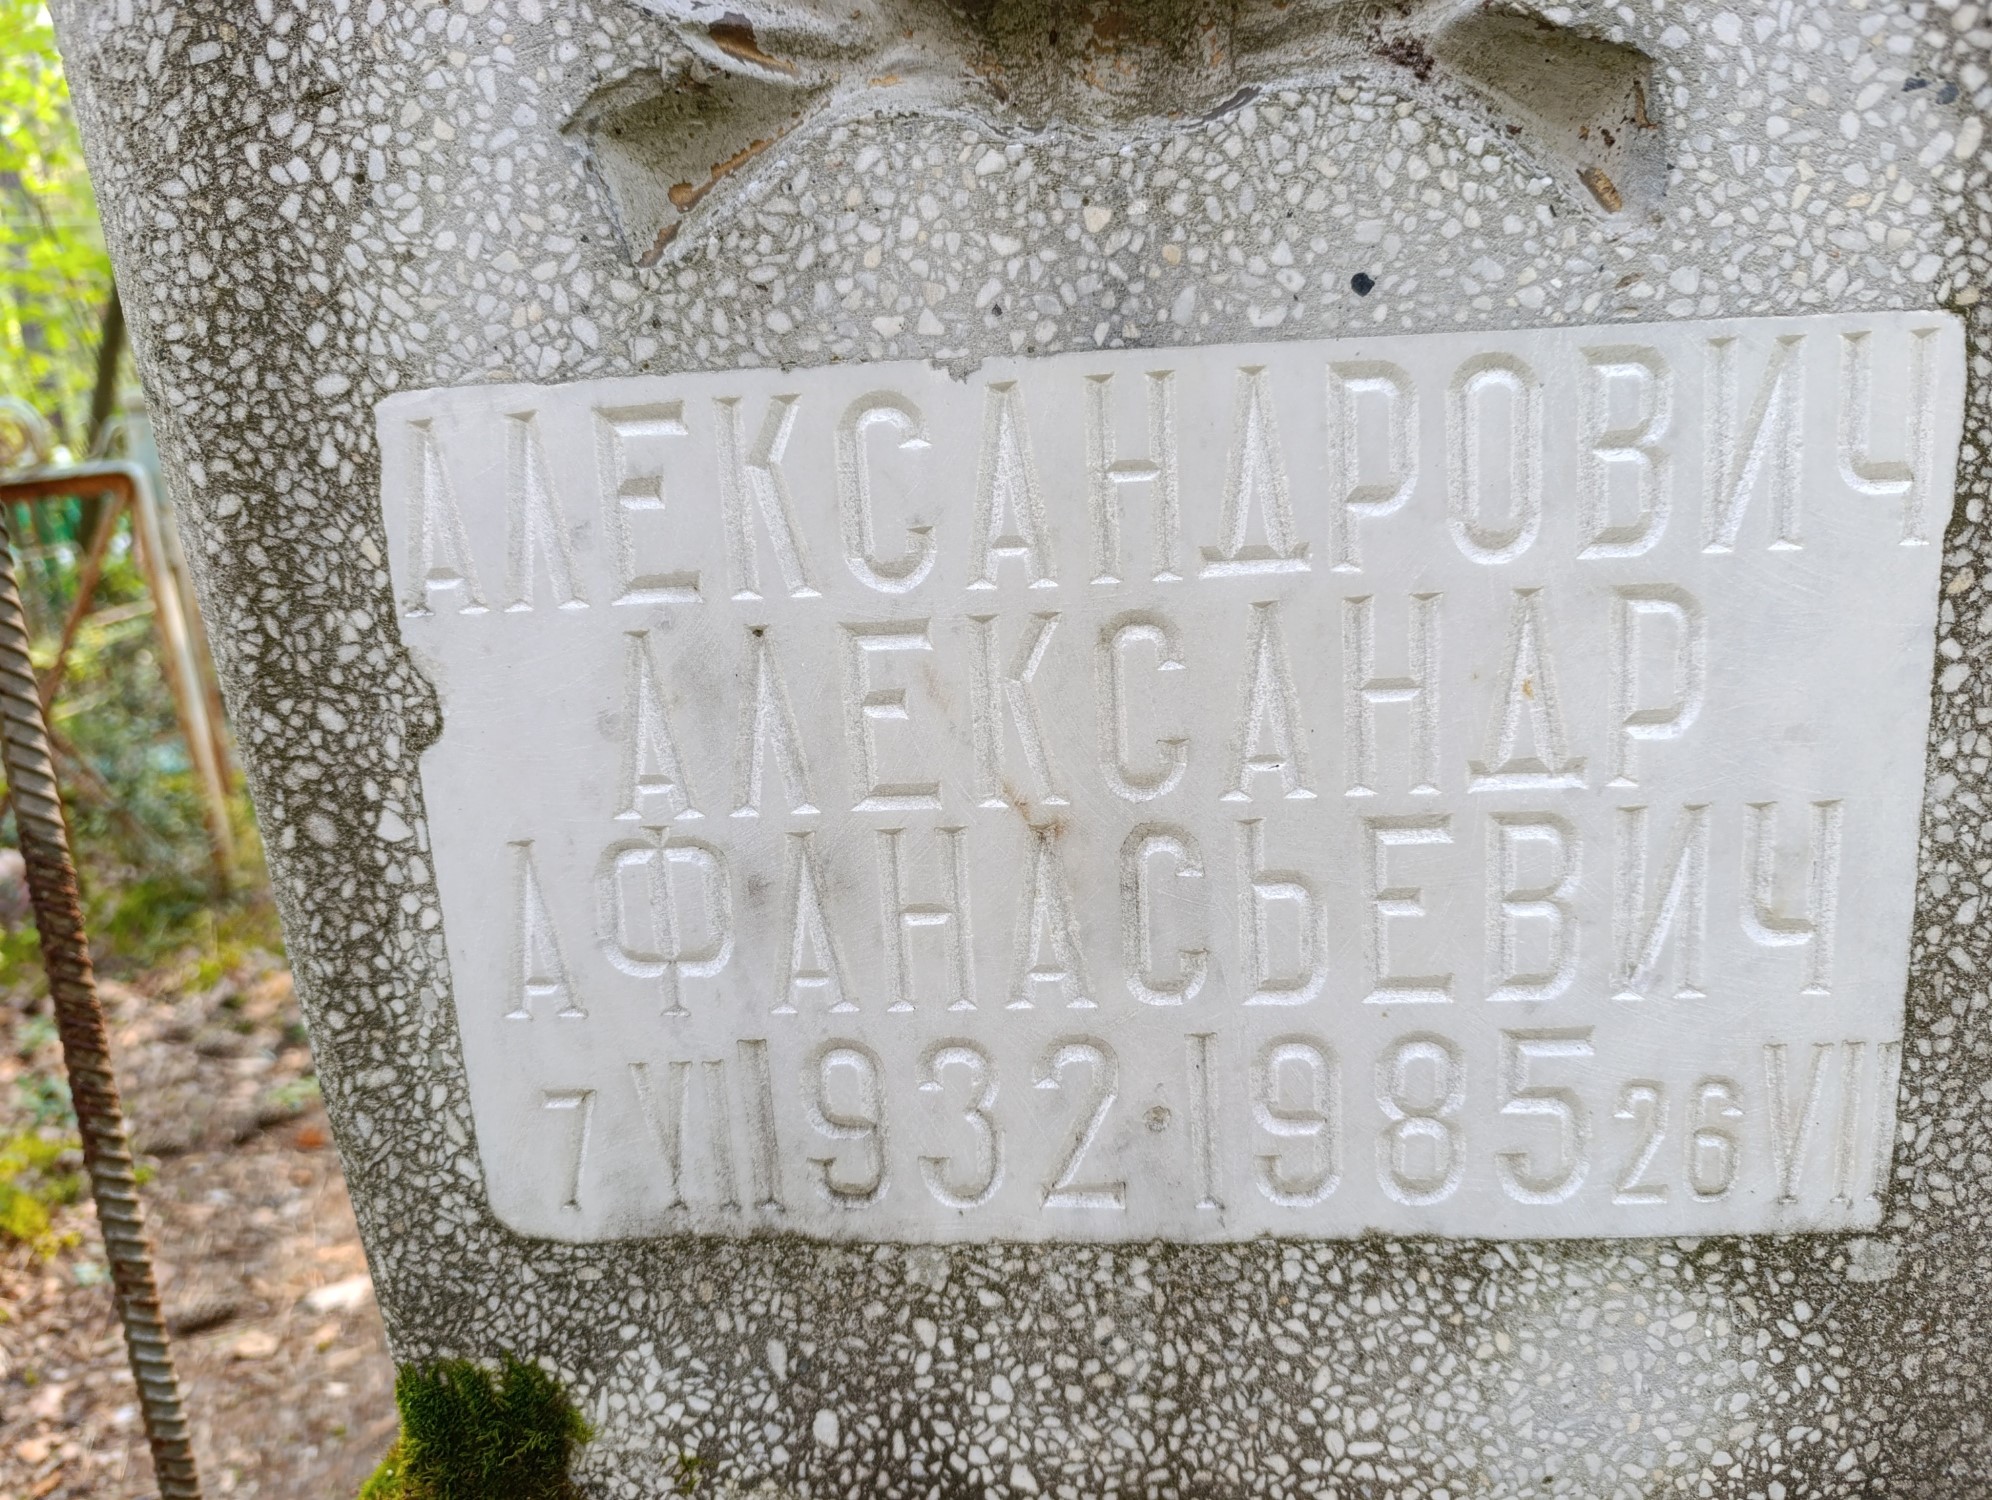 АЛЕКСАНДРОВИЧ
АЛЕКСАНДР
АФАНАСЬЕВИЧ
7 VII 1932·1985 26 VII